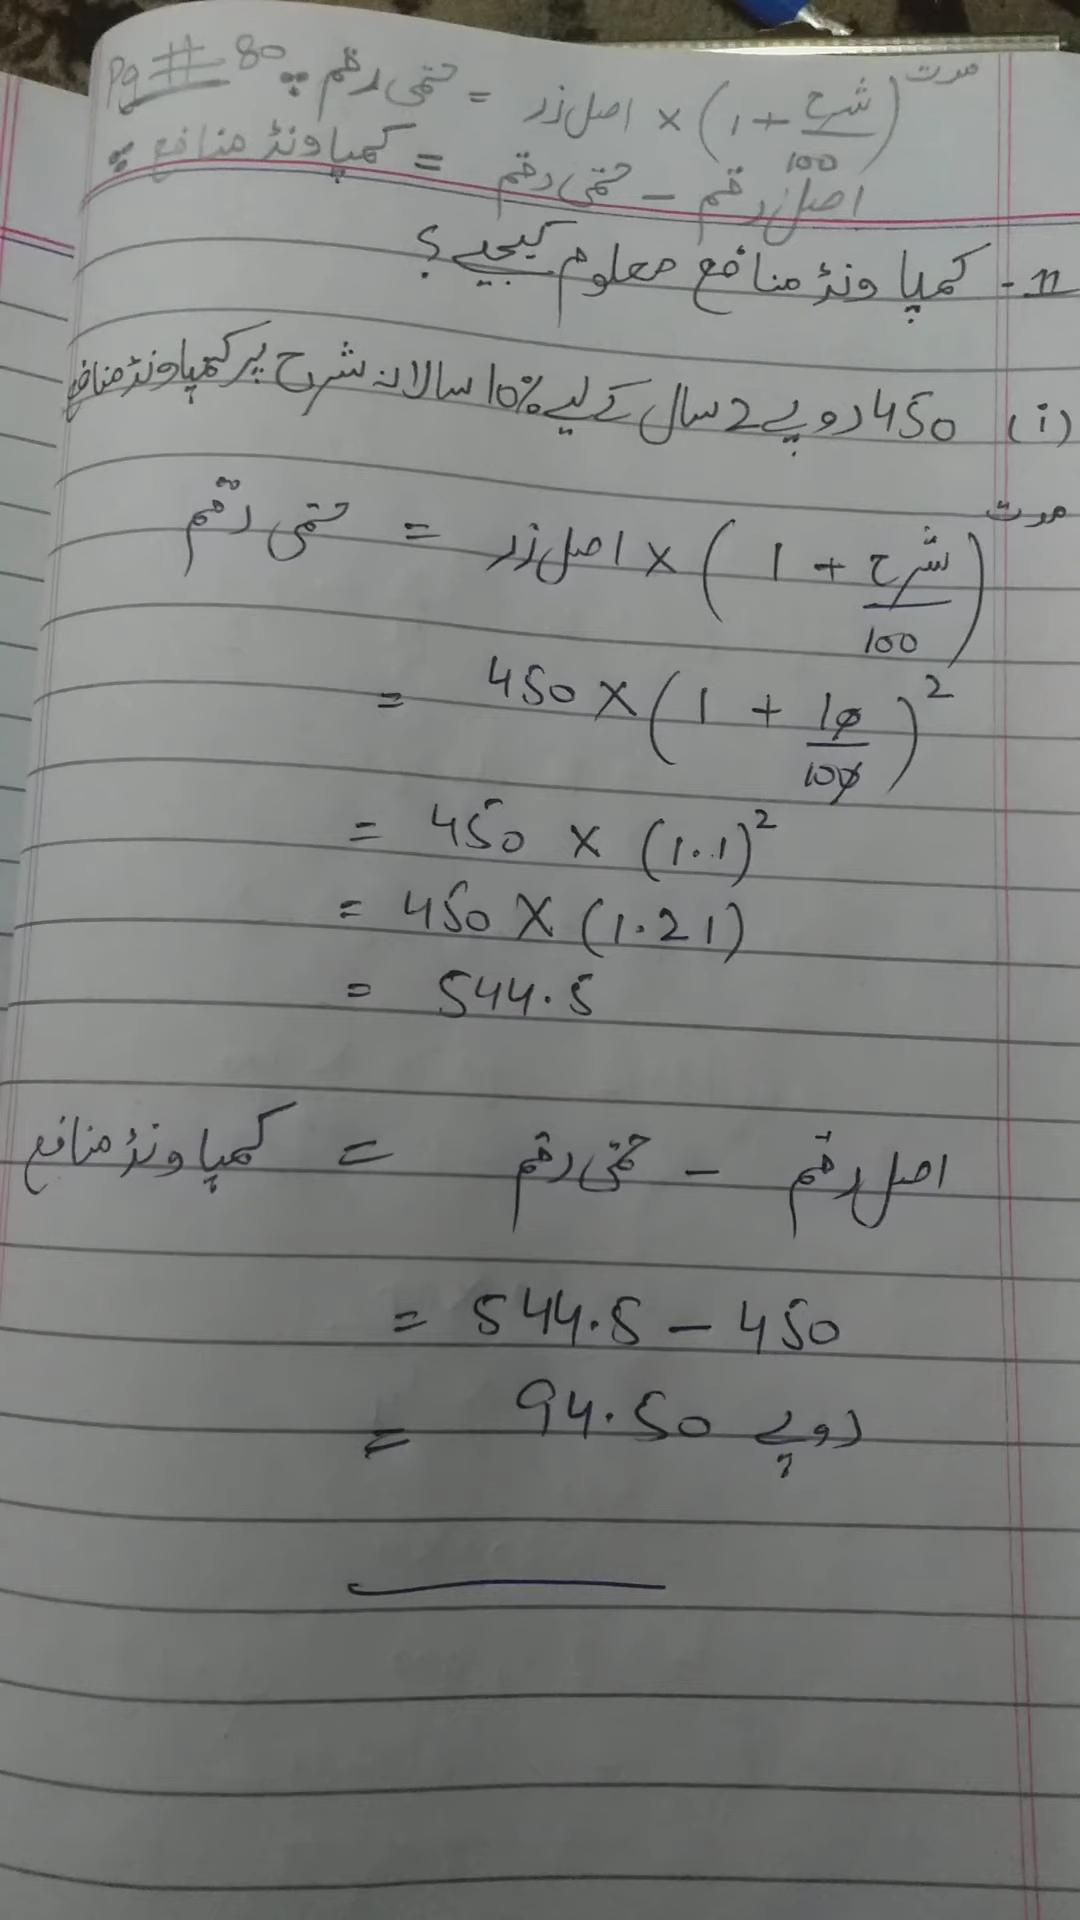 Pg # 80
حتمی رقم = اصل زر × (1 + شرح/100)^مدت
کمپاونڈ منافع = حتمی رقم − اصل رقم
11- کمپاونڈ منافع معلوم کیجیے؟
(i) 450 روپے 2 سال کے لیے 10% سالانہ شرح پر کمپاونڈ منافع
حتمی رقم = اصل زر × (1 + شرح/100)^مدت
= 450 × (1 + 10/100)^2
= 450 × (1.1)^2
= 450 × (1.21)
= 544.5
کمپاونڈ منافع = حتمی رقم − اصل رقم
= 544.5 − 450
= 94.50 روپے